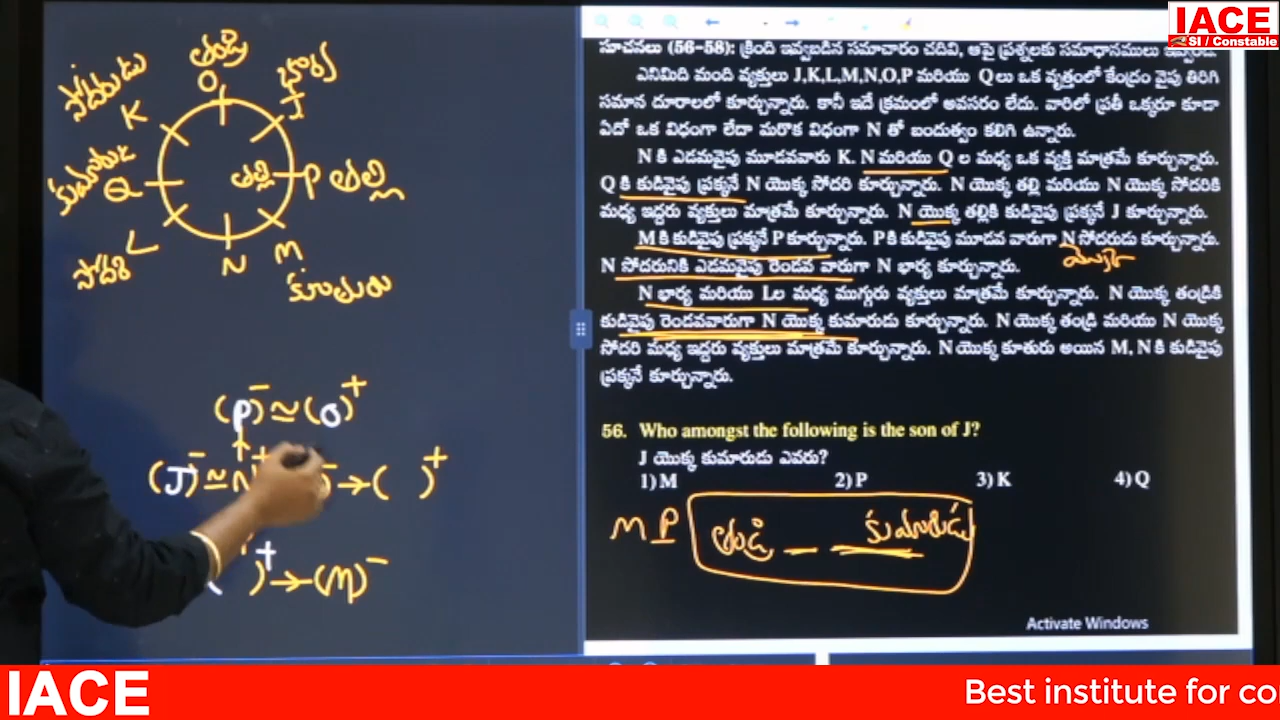 IACE
SI / Constable
సూచనలు (56-58): క్రింది ఇవ్వబడిన సమాచారం చదివి, ఆపై ప్రశ్నలకు సమాధానములు ఇవ్వండి.
ఎనిమిది మంది వ్యక్తులు J,K,L,M,N,O,P మరియు Q లు ఒక వృత్తంలో కేంద్రం వైపు తిరిగి
సమాన దూరాలలో కూర్చున్నారు. కానీ ఇదే క్రమంలో అవసరం లేదు. వారిలో ప్రతీ ఒక్కరూ కూడా
ఏదో ఒక విధంగా లేదా మరొక విధంగా N తో బంధుత్వం కలిగి ఉన్నారు.
N కి ఎడమవైపు మూడవవారు K. N మరియు Q ల మధ్య ఒక వ్యక్తి మాత్రమే కూర్చున్నారు.
Q కి కుడివైపు ప్రక్కనే N యొక్క సోదరి కూర్చున్నారు. N యొక్క తల్లి మరియు N యొక్క సోదరికి
మధ్య ఇద్దరు వ్యక్తులు మాత్రమే కూర్చున్నారు. N యొక్క తల్లికి కుడివైపు ప్రక్కనే J కూర్చున్నారు.
M కి కుడివైపు ప్రక్కనే P కూర్చున్నారు. P కి కుడివైపు మూడవ వారుగా N సోదరుడు కూర్చున్నారు.
యొక్క
N సోదరునికి ఎడమవైపు రెండవ వారుగా N భార్య కూర్చున్నారు.
N భార్య మరియు L ల మధ్య ముగ్గురు వ్యక్తులు మాత్రమే కూర్చున్నారు. N యొక్క తండ్రికి
కుడివైపు రెండవవారుగా N యొక్క కుమారుడు కూర్చున్నారు. N యొక్క తండ్రి మరియు N యొక్క
సోదరి మధ్య ఇద్దరు వ్యక్తులు మాత్రమే కూర్చున్నారు. N యొక్క కూతురు అయిన M, N కి కుడివైపు
ప్రక్కనే కూర్చున్నారు.
56. Who amongst the following is the son of J?
J యొక్క కుమారుడు ఎవరు?
1) M 2) P 3) K 4) Q
M P తండ్రి — కుమారుడు
Activate Windows
తండ్రి
O
భార్య
సోదరుడు
K
J
కుమారుడు
Q
తల్లి
P తల్లి
L
సోదరి
N
M
కూతురు
(P)⁻ ≃ (O)⁺
(J)⁻ ≃ N → ( )⁺
( )⁺ → (M)⁻
IACE
Best institute for co